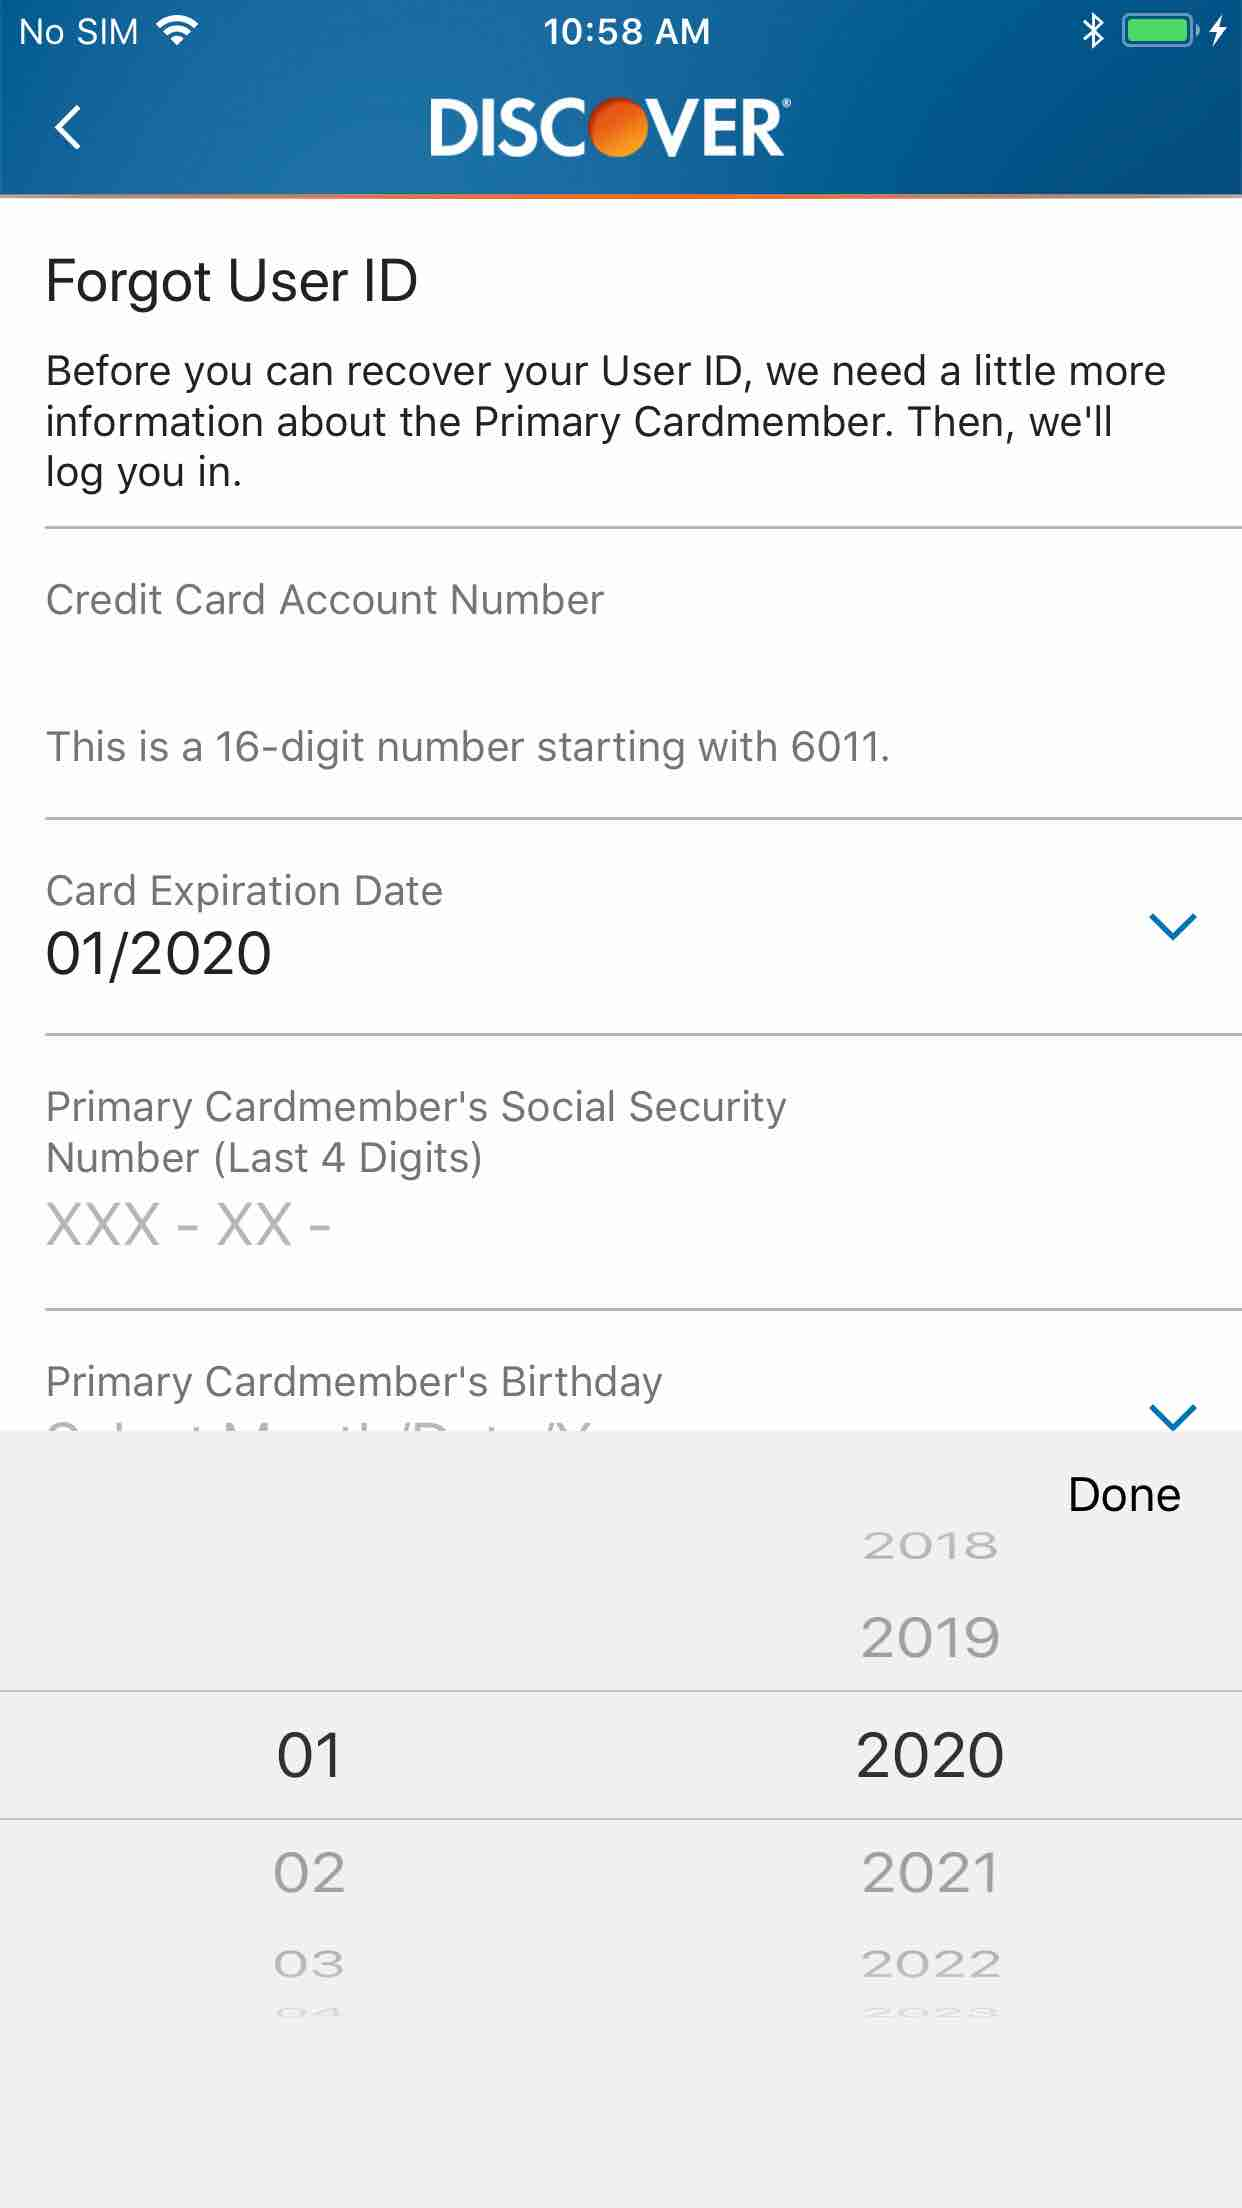 No SIM 10:58 AM
DISCOVER®
Forgot User ID
Before you can recover your User ID, we need a little more
information about the Primary Cardmember. Then, we'll
log you in.
Credit Card Account Number
This is a 16-digit number starting with 6011.
Card Expiration Date
01/2020
Primary Cardmember's Social Security
Number (Last 4 Digits)
XXX - XX -
Primary Cardmember's Birthday
Done
2018
2019
01 2020
02 2021
03 2022
04 2023